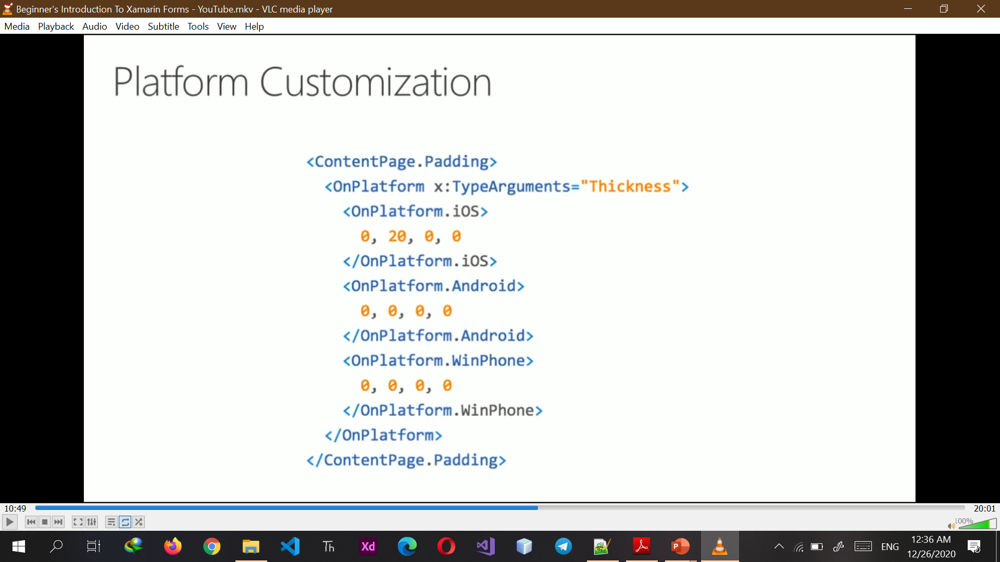 Beginner's Introduction To Xamarin Forms - YouTube.mkv - VLC media player
Media Playback Audio Video Subtitle Tools View Help
Platform Customization
<ContentPage.Padding>
<OnPlatform x:TypeArguments="Thickness">
<OnPlatform.iOS>
0, 20, 0, 0
</OnPlatform.iOS>
<OnPlatform.Android>
0, 0, 0, 0
</OnPlatform.Android>
<OnPlatform.WinPhone>
0, 0, 0, 0
</OnPlatform.WinPhone>
</OnPlatform>
</ContentPage.Padding>
10:49 20:01
100%
Th Xd P ENG 12:36 AM
12/26/2020